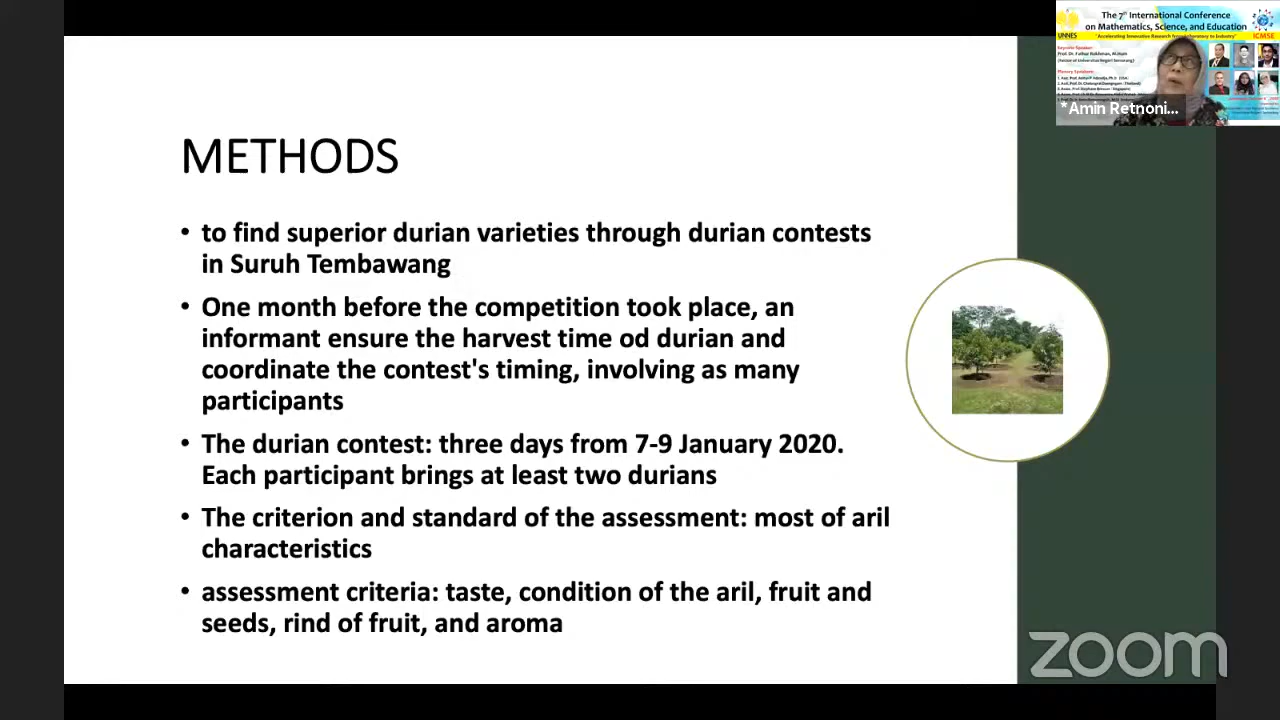 METHODS
• to find superior durian varieties through durian contests
in Suruh Tembawang
• One month before the competition took place, an
informant ensure the harvest time od durian and
coordinate the contest's timing, involving as many
participants
• The durian contest: three days from 7-9 January 2020.
Each participant brings at least two durians
• The criterion and standard of the assessment: most of aril
characteristics
• assessment criteria: taste, condition of the aril, fruit and
seeds, rind of fruit, and aroma
The 7th International Conference
on Mathematics, Science, and Education
UNNES
ICMSE
*Amin Retnoni...
zoom